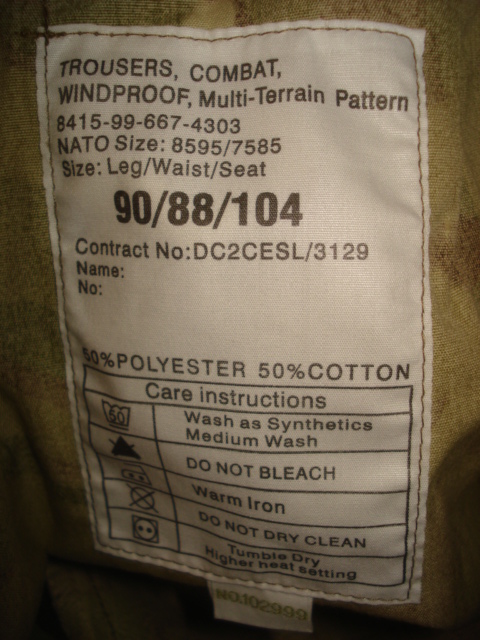 TROUSERS, COMBAT,
WINDPROOF, Multi-Terrain Pattern
8415-99-667-4303
NATO Size: 8595/7585
Size: Leg/Waist/Seat
90/88/104
Contract No:DC2CESL/3129
Name:
No:
50%POLYESTER 50%COTTON
Care instructions
50
Wash as Synthetics
Medium Wash
DO NOT BLEACH
Warm Iron
DO NOT DRY CLEAN
Tumble Dry
Higher heat setting
NO.102999